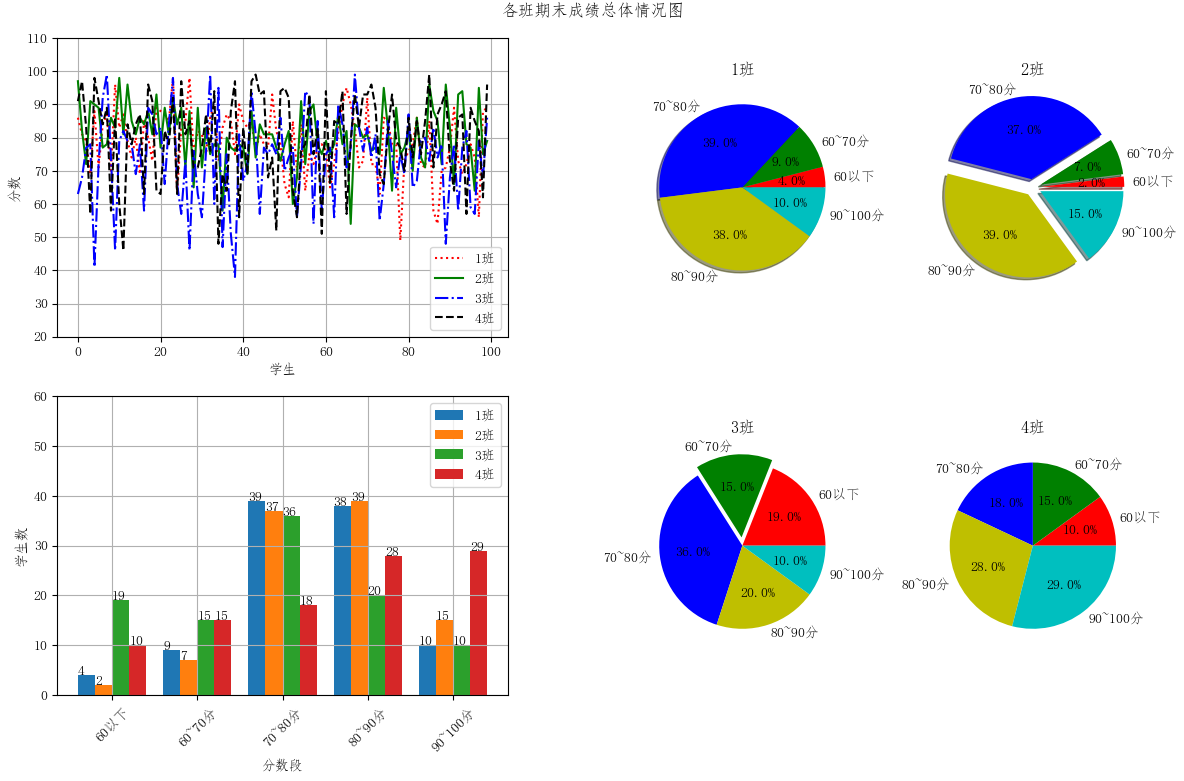 各班期末成绩总体情况图
110
100
90
80
70
60
50
40
30
20
分数
0 20 40 60 80 100
学生
1班
2班
3班
4班
1班
70~80分
60~70分
60以下
90~100分
80~90分
39.0%
9.0%
4.0%
10.0%
38.0%
2班
70~80分
60~70分
60以下
90~100分
80~90分
37.0%
7.0%
2.0%
15.0%
39.0%
60
50
40
30
20
10
0
学生数
1班
2班
3班
4班
4 2 19 10
9 7 15 15
39 37 36 18
38 39 20 28
10 15 10 29
60以下 60~70分 70~80分 80~90分 90~100分
分数段
3班
60~70分
60以下
70~80分
90~100分
80~90分
15.0%
19.0%
36.0%
10.0%
20.0%
4班
70~80分
60~70分
60以下
80~90分
90~100分
18.0%
15.0%
10.0%
28.0%
29.0%